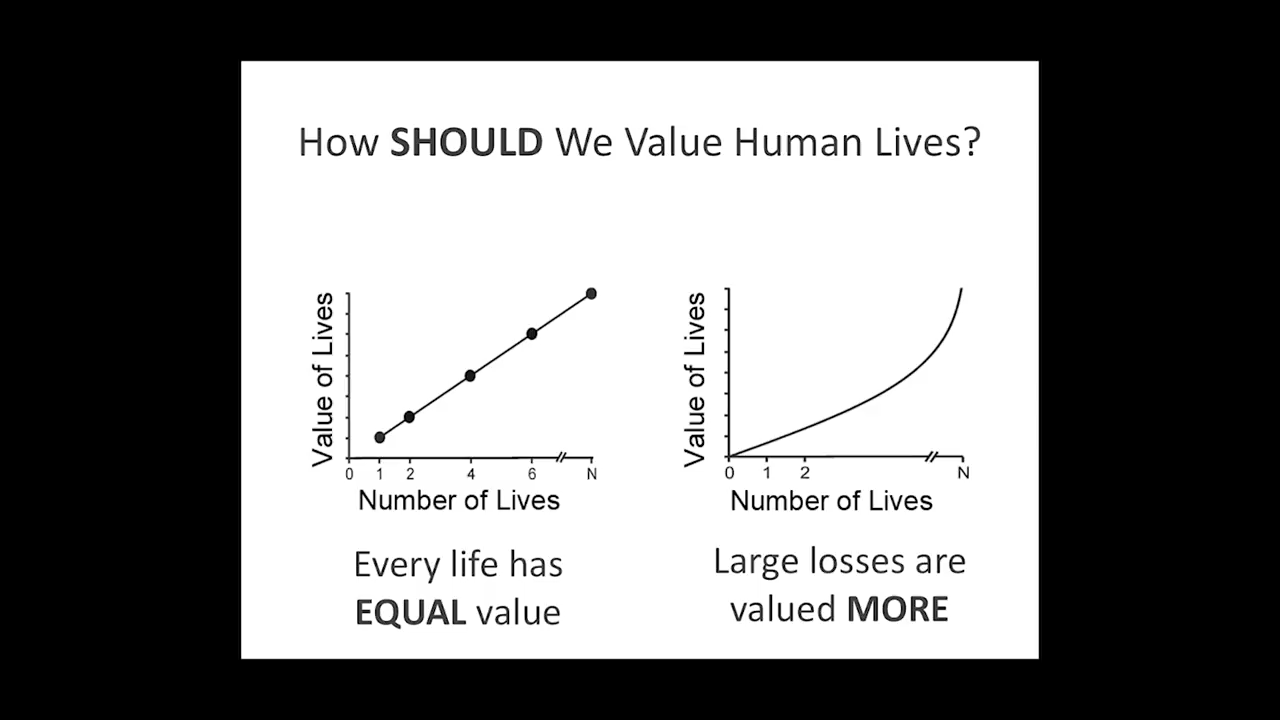 How SHOULD We Value Human Lives?
Value of Lives
0 1 2 4 6 N
Number of Lives
Every life has
EQUAL value
Value of Lives
0 1 2 N
Number of Lives
Large losses are
valued MORE